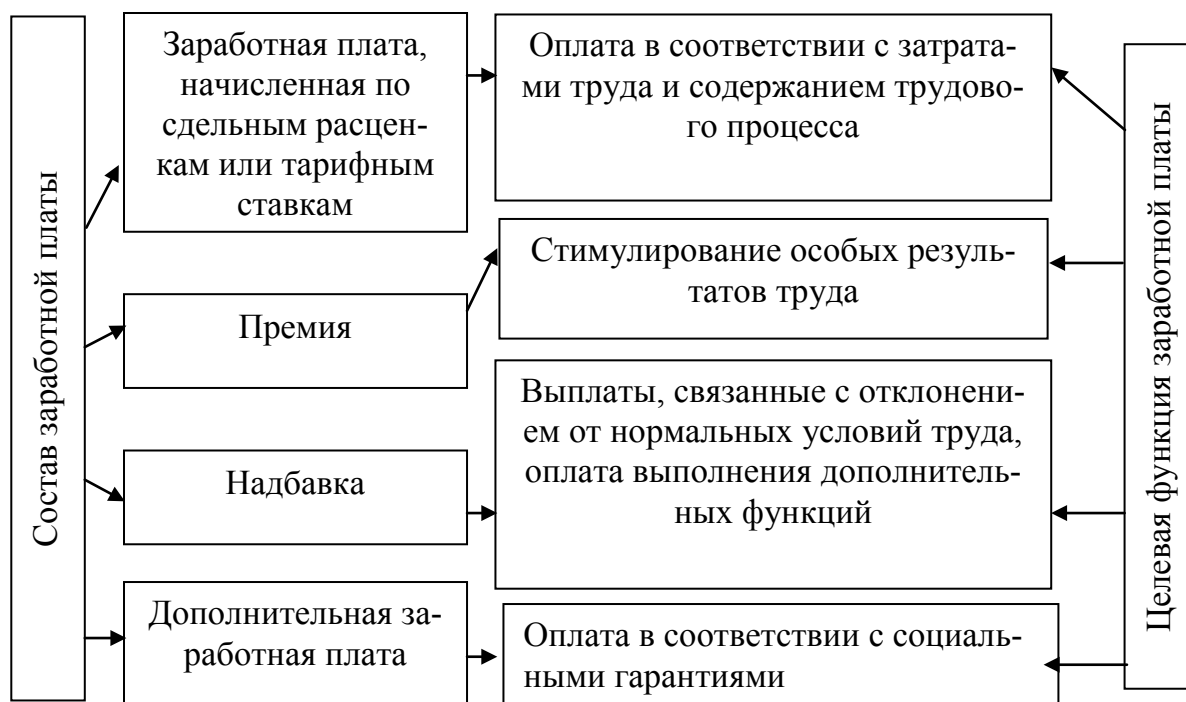 Состав заработной платы
Заработная плата,
начисленная по
сдельным расцен-
кам или тарифным
ставкам
Оплата в соответствии с затрата-
ми труда и содержанием трудово-
го процесса
Премия
Стимулирование особых резуль-
татов труда
Надбавка
Выплаты, связанные с отклонени-
ем от нормальных условий труда,
оплата выполнения дополнитель-
ных функций
Дополнительная за-
работная плата
Оплата в соответствии с социаль-
ными гарантиями
Целевая функция заработной платы